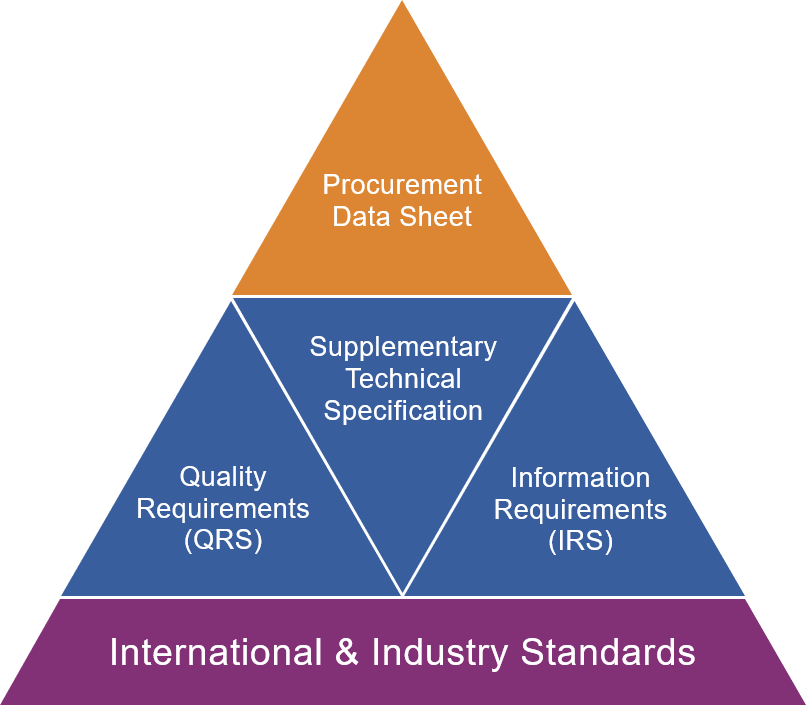 Procurement
Data Sheet
Supplementary
Technical
Specification
Quality
Requirements
(QRS)
Information
Requirements
(IRS)
International & Industry Standards